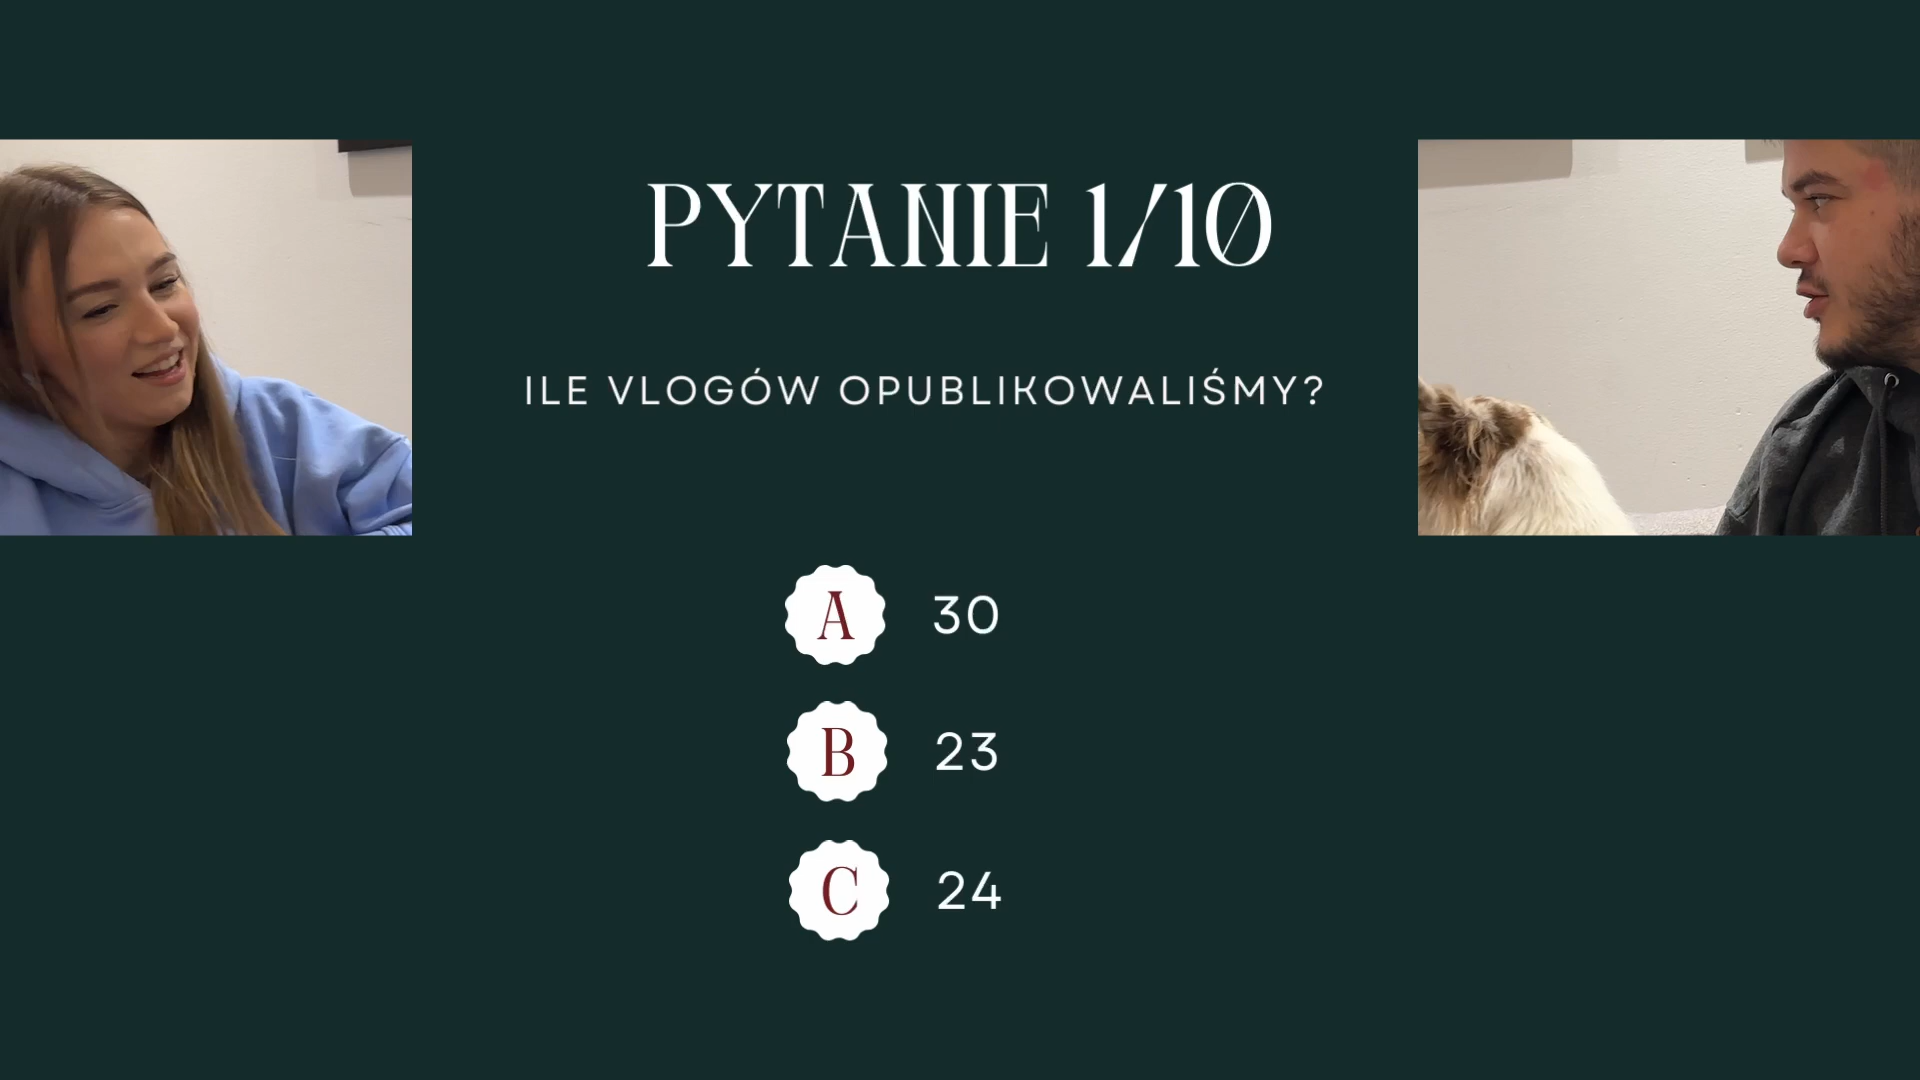 PYTANIE 1/10
ILE VLOGÓW OPUBLIKOWALIŚMY?
A 30
B 23
C 24